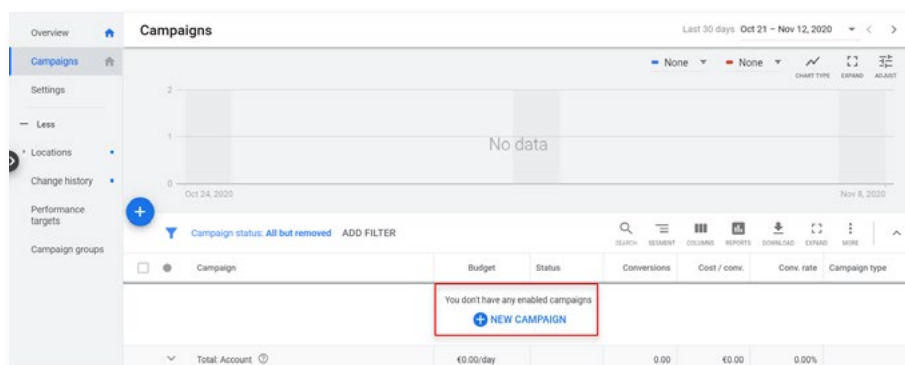 Overview
Campaigns
Settings
Less
Locations
Change history
Performance
targets
Campaign groups
Campaigns
Last 30 days Oct 21 – Nov 12, 2020
None None
CHART TYPE EXPAND ADJUST
2
1
0
No data
Oct 24, 2020 Nov 8, 2020
Campaign status: All but removed ADD FILTER
SEARCH SEGMENT COLUMNS REPORTS DOWNLOAD EXPAND MORE
Campaign Budget Status Conversions Cost / conv. Conv. rate Campaign type
You don't have any enabled campaigns
NEW CAMPAIGN
Total: Account €0.00/day 0.00 €0.00 0.00%